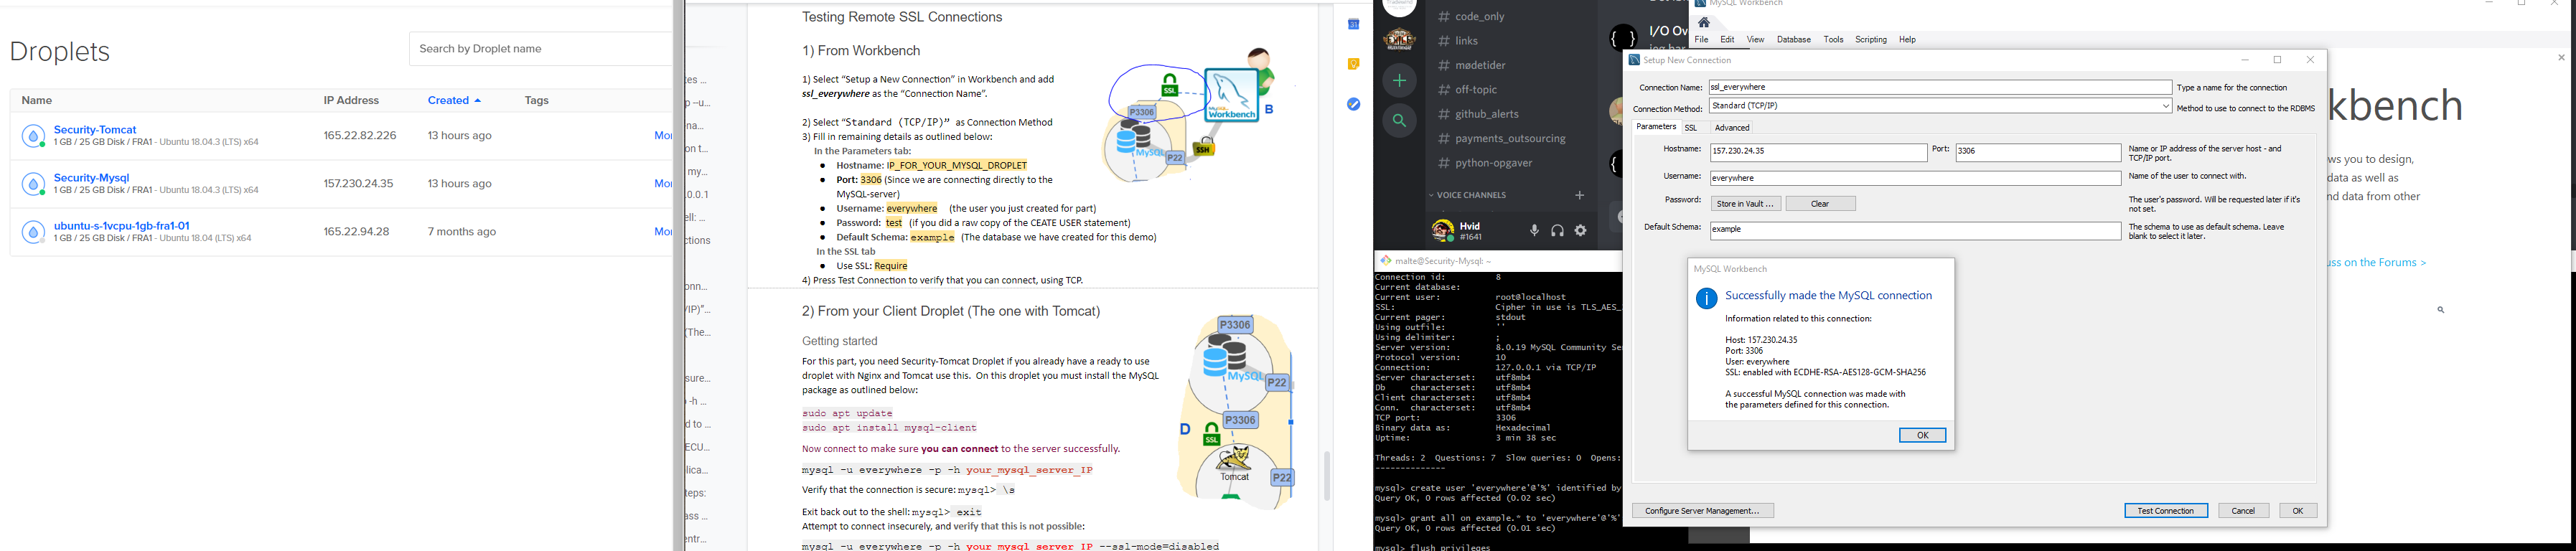 Droplets
Search by Droplet name
Name IP Address Created Tags
Security-Tomcat
1 GB / 25 GB Disk / FRA1 - Ubuntu 18.04.3 (LTS) x64
165.22.82.226 13 hours ago Mor
Security-Mysql
1 GB / 25 GB Disk / FRA1 - Ubuntu 18.04.3 (LTS) x64
157.230.24.35 13 hours ago Mor
ubuntu-s-1vcpu-1gb-fra1-01
1 GB / 25 GB Disk / FRA1 - Ubuntu 18.04 (LTS) x64
165.22.94.28 7 months ago Mor
Testing Remote SSL Connections
1) From Workbench
1) Select “Setup a New Connection” in Workbench and add
ssl_everywhere as the “Connection Name”.
2) Select “Standard (TCP/IP)” as Connection Method
3) Fill in remaining details as outlined below:
In the Parameters tab:
● Hostname: IP_FOR_YOUR_MYSQL_DROPLET
● Port: 3306 (Since we are connecting directly to the
MySQL-server)
● Username: everywhere (the user you just created for part)
● Password: test (if you did a raw copy of the CEATE USER statement)
● Default Schema: example (The database we have created for this demo)
In the SSL tab
● Use SSL: Require
4) Press Test Connection to verify that you can connect, using TCP.
SSL
P3306
MySQL
Workbench
B
MySQL
P22
SSH
2) From your Client Droplet (The one with Tomcat)
Getting started
For this part, you need Security-Tomcat Droplet if you already have a ready to use
droplet with Nginx and Tomcat use this. On this droplet you must install the MySQL
package as outlined below:
sudo apt update
sudo apt install mysql-client
Now connect to make sure you can connect to the server successfully.
mysql -u everywhere -p -h your_mysql_server_IP
Verify that the connection is secure: mysql> \s
Exit back out to the shell: mysql> exit
Attempt to connect insecurely, and verify that this is not possible:
mysql -u everywhere -p -h your_mysql_server_IP --ssl-mode=disabled
P3306
MySQL
P22
P3306
D
SSL
Tomcat
P22
31
# code_only
# links
# mødetider
# off-topic
# github_alerts
# payments_outsourcing
# python-opgaver
VOICE CHANNELS
Hvid
#1641
I/O Ov
malte@Security-Mysql: ~
Connection id: 8
Current database:
Current user: root@localhost
SSL: Cipher in use is TLS_AES_
Current pager: stdout
Using outfile: ''
Using delimiter: ;
Server version: 8.0.19 MySQL Community Se
Protocol version: 10
Connection: 127.0.0.1 via TCP/IP
Server characterset: utf8mb4
Db characterset: utf8mb4
Client characterset: utf8mb4
Conn. characterset: utf8mb4
TCP port: 3306
Binary data as: Hexadecimal
Uptime: 3 min 38 sec
Threads: 2 Questions: 7 Slow queries: 0 Opens:
--------------
mysql> create user 'everywhere'@'%' identified by
Query OK, 0 rows affected (0.02 sec)
mysql> grant all on example.* to 'everywhere'@'%'
Query OK, 0 rows affected (0.01 sec)
mysql> flush privileges
MySQL Workbench
File Edit View Database Tools Scripting Help
Setup New Connection
Connection Name: ssl_everywhere Type a name for the connection
Connection Method: Standard (TCP/IP) Method to use to connect to the RDBMS
Parameters SSL Advanced
Hostname: 157.230.24.35 Port: 3306 Name or IP address of the server host - and
TCP/IP port.
Username: everywhere Name of the user to connect with.
Password: Store in Vault ... Clear The user's password. Will be requested later if it's
not set.
Default Schema: example The schema to use as default schema. Leave
blank to select it later.
MySQL Workbench
Successfully made the MySQL connection
Information related to this connection:
Host: 157.230.24.35
Port: 3306
User: everywhere
SSL: enabled with ECDHE-RSA-AES128-GCM-SHA256
A successful MySQL connection was made with
the parameters defined for this connection.
OK
Configure Server Management... Test Connection Cancel OK
kbench
ws you to design,
data as well as
nd data from other
uss on the Forums >